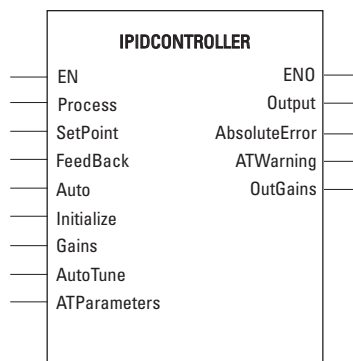 IPIDCONTROLLER
EN ENO
Process Output
SetPoint AbsoluteError
FeedBack ATWarning
Auto OutGains
Initialize
Gains
AutoTune
ATParameters